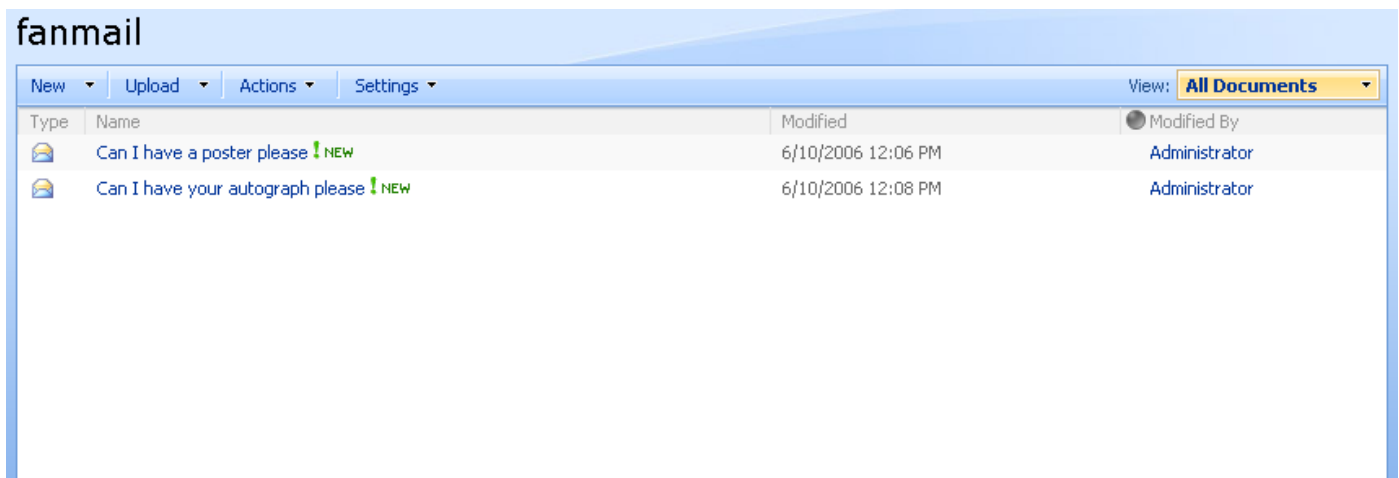 fanmail
New Upload Actions Settings View: All Documents
Type Name Modified Modified By
Can I have a poster please ! NEW 6/10/2006 12:06 PM Administrator
Can I have your autograph please ! NEW 6/10/2006 12:08 PM Administrator